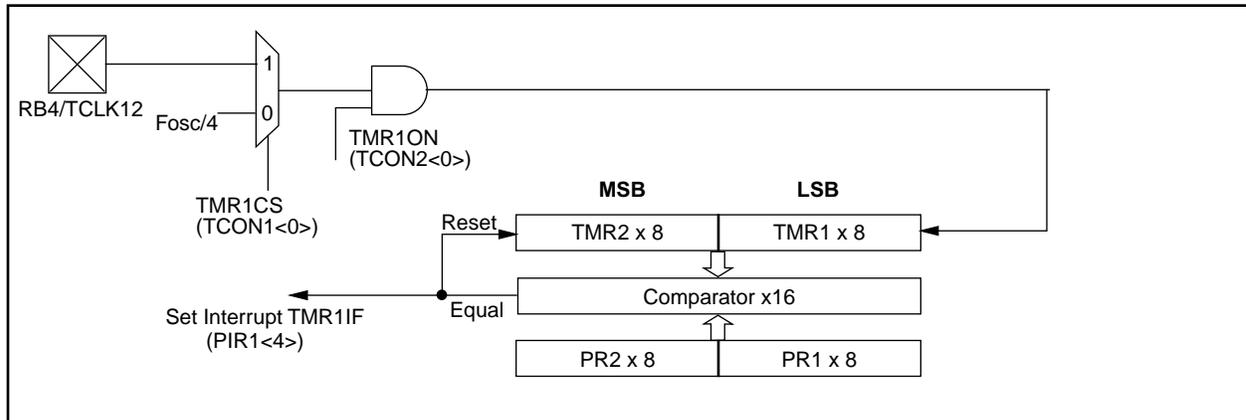 1
RB4/TCLK12
Fosc/4
0
TMR1ON
(TCON2<0>)
TMR1CS
(TCON1<0>)
MSB LSB
Reset
TMR2 x 8 TMR1 x 8
Comparator x16
Equal
Set Interrupt TMR1IF
(PIR1<4>)
PR2 x 8 PR1 x 8